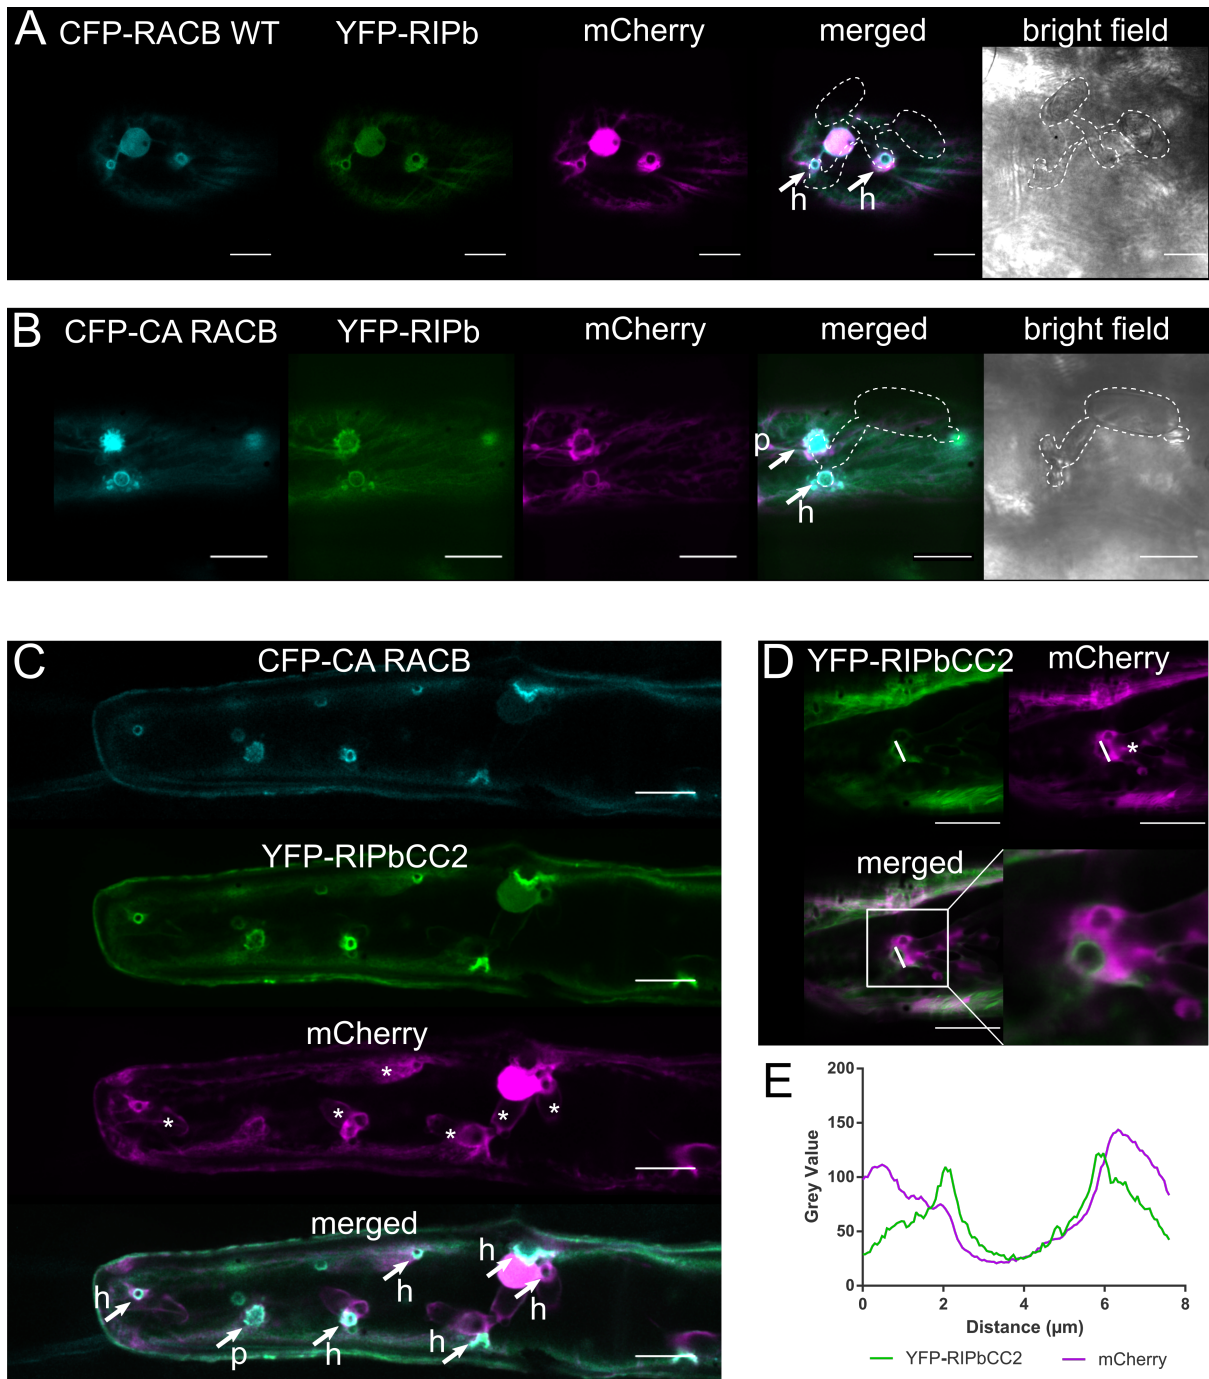 A
CFP-RACB WT YFP-RIPb mCherry merged bright field
h h
B
CFP-CA RACB YFP-RIPb mCherry merged bright field
p
h
C
CFP-CA RACB
YFP-RIPbCC2
mCherry
* * * * * *
merged
h h h h p h h
D
YFP-RIPbCC2 mCherry
*
merged
E
Grey Value
200
150
100
50
0
0 2 4 6 8
Distance (µm)
YFP-RIPbCC2 mCherry